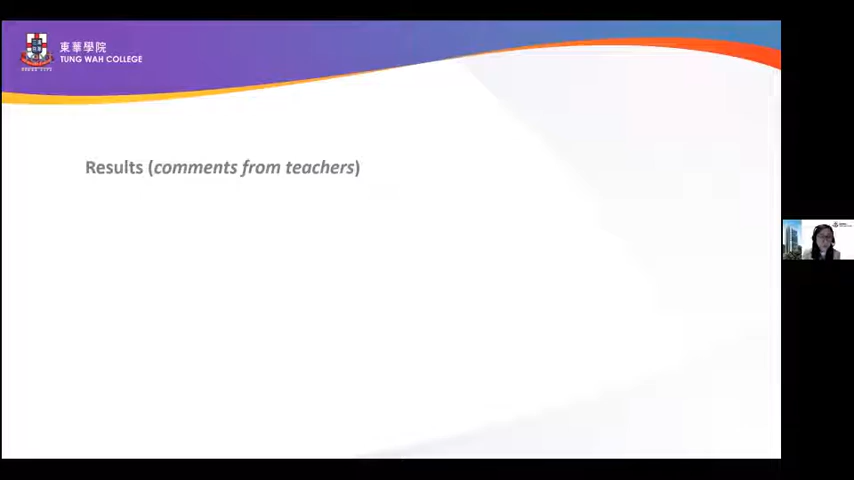 東華學院
TUNG WAH COLLEGE
Results (comments from teachers)